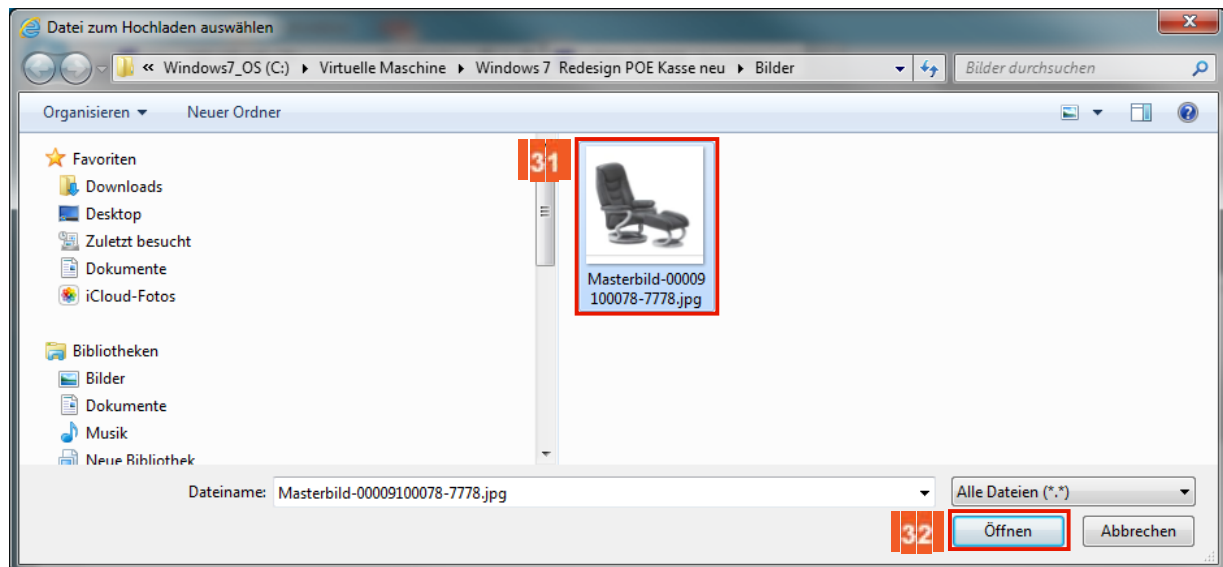 Datei zum Hochladen auswählen
« Windows7_OS (C:) Virtuelle Maschine Windows 7 Redesign POE Kasse neu Bilder
Bilder durchsuchen
Organisieren Neuer Ordner
Favoriten
Downloads
Desktop
Zuletzt besucht
Dokumente
iCloud-Fotos
Bibliotheken
Bilder
Dokumente
Musik
Neue Bibliothek
31
Masterbild-00009
100078-7778.jpg
Dateiname: Masterbild-00009100078-7778.jpg
Alle Dateien (*.*)
32
Öffnen
Abbrechen